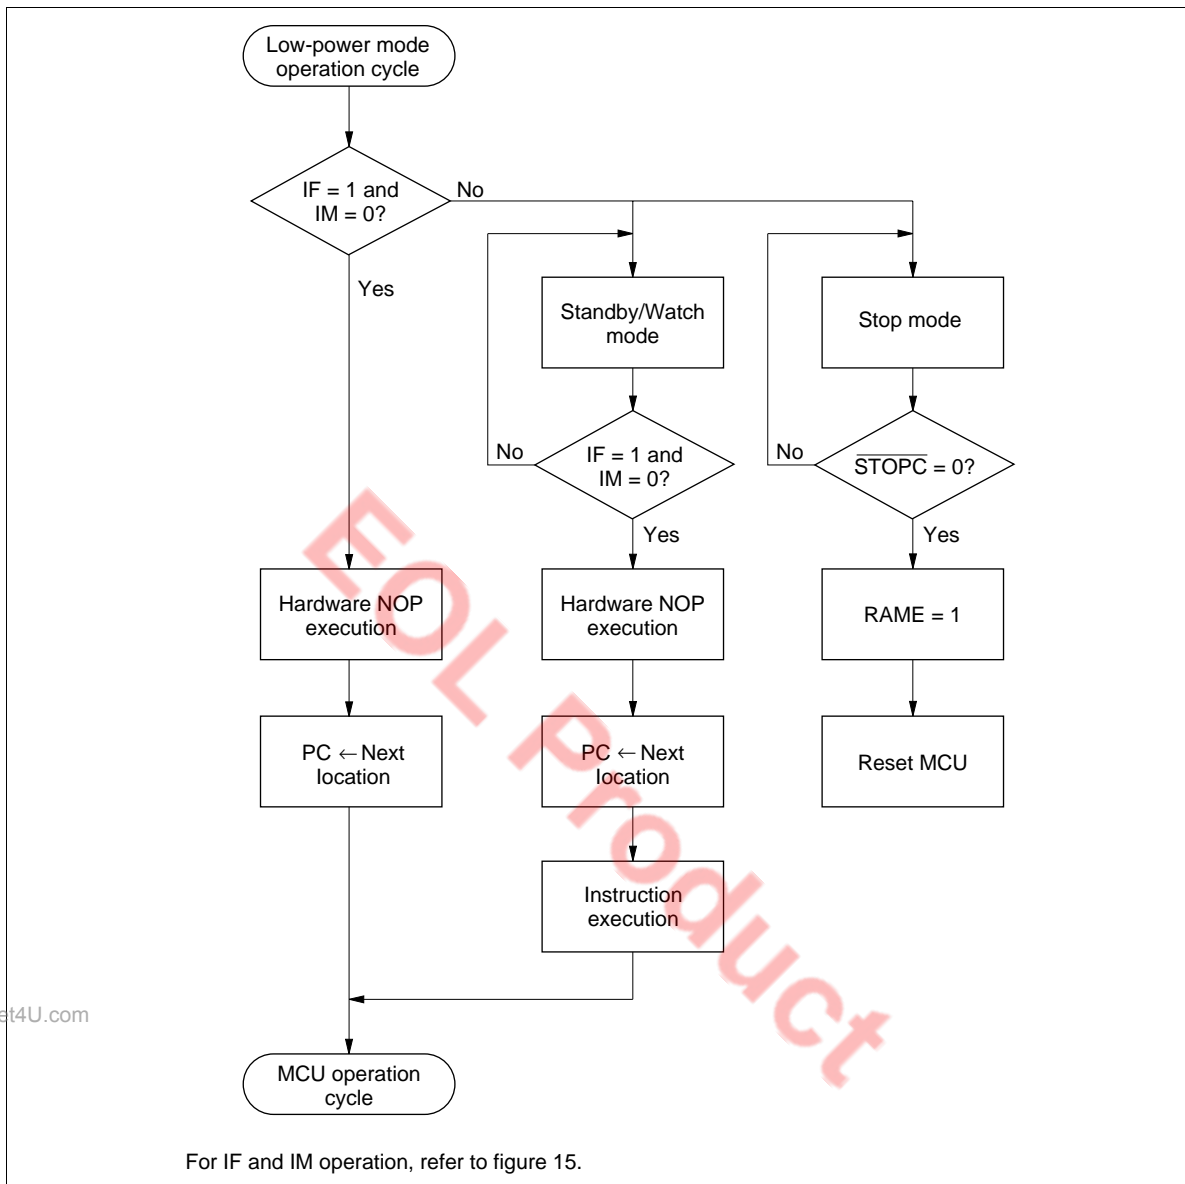 Low-power mode
operation cycle
IF = 1 and
IM = 0?
No
Yes
Standby/Watch
mode
Stop mode
No
IF = 1 and
IM = 0?
Yes
No
STOPC = 0?
Yes
Hardware NOP
execution
Hardware NOP
execution
RAME = 1
PC ← Next
location
PC ← Next
location
Reset MCU
Instruction
execution
MCU operation
cycle
For IF and IM operation, refer to figure 15.
EOL Product
et4U.com